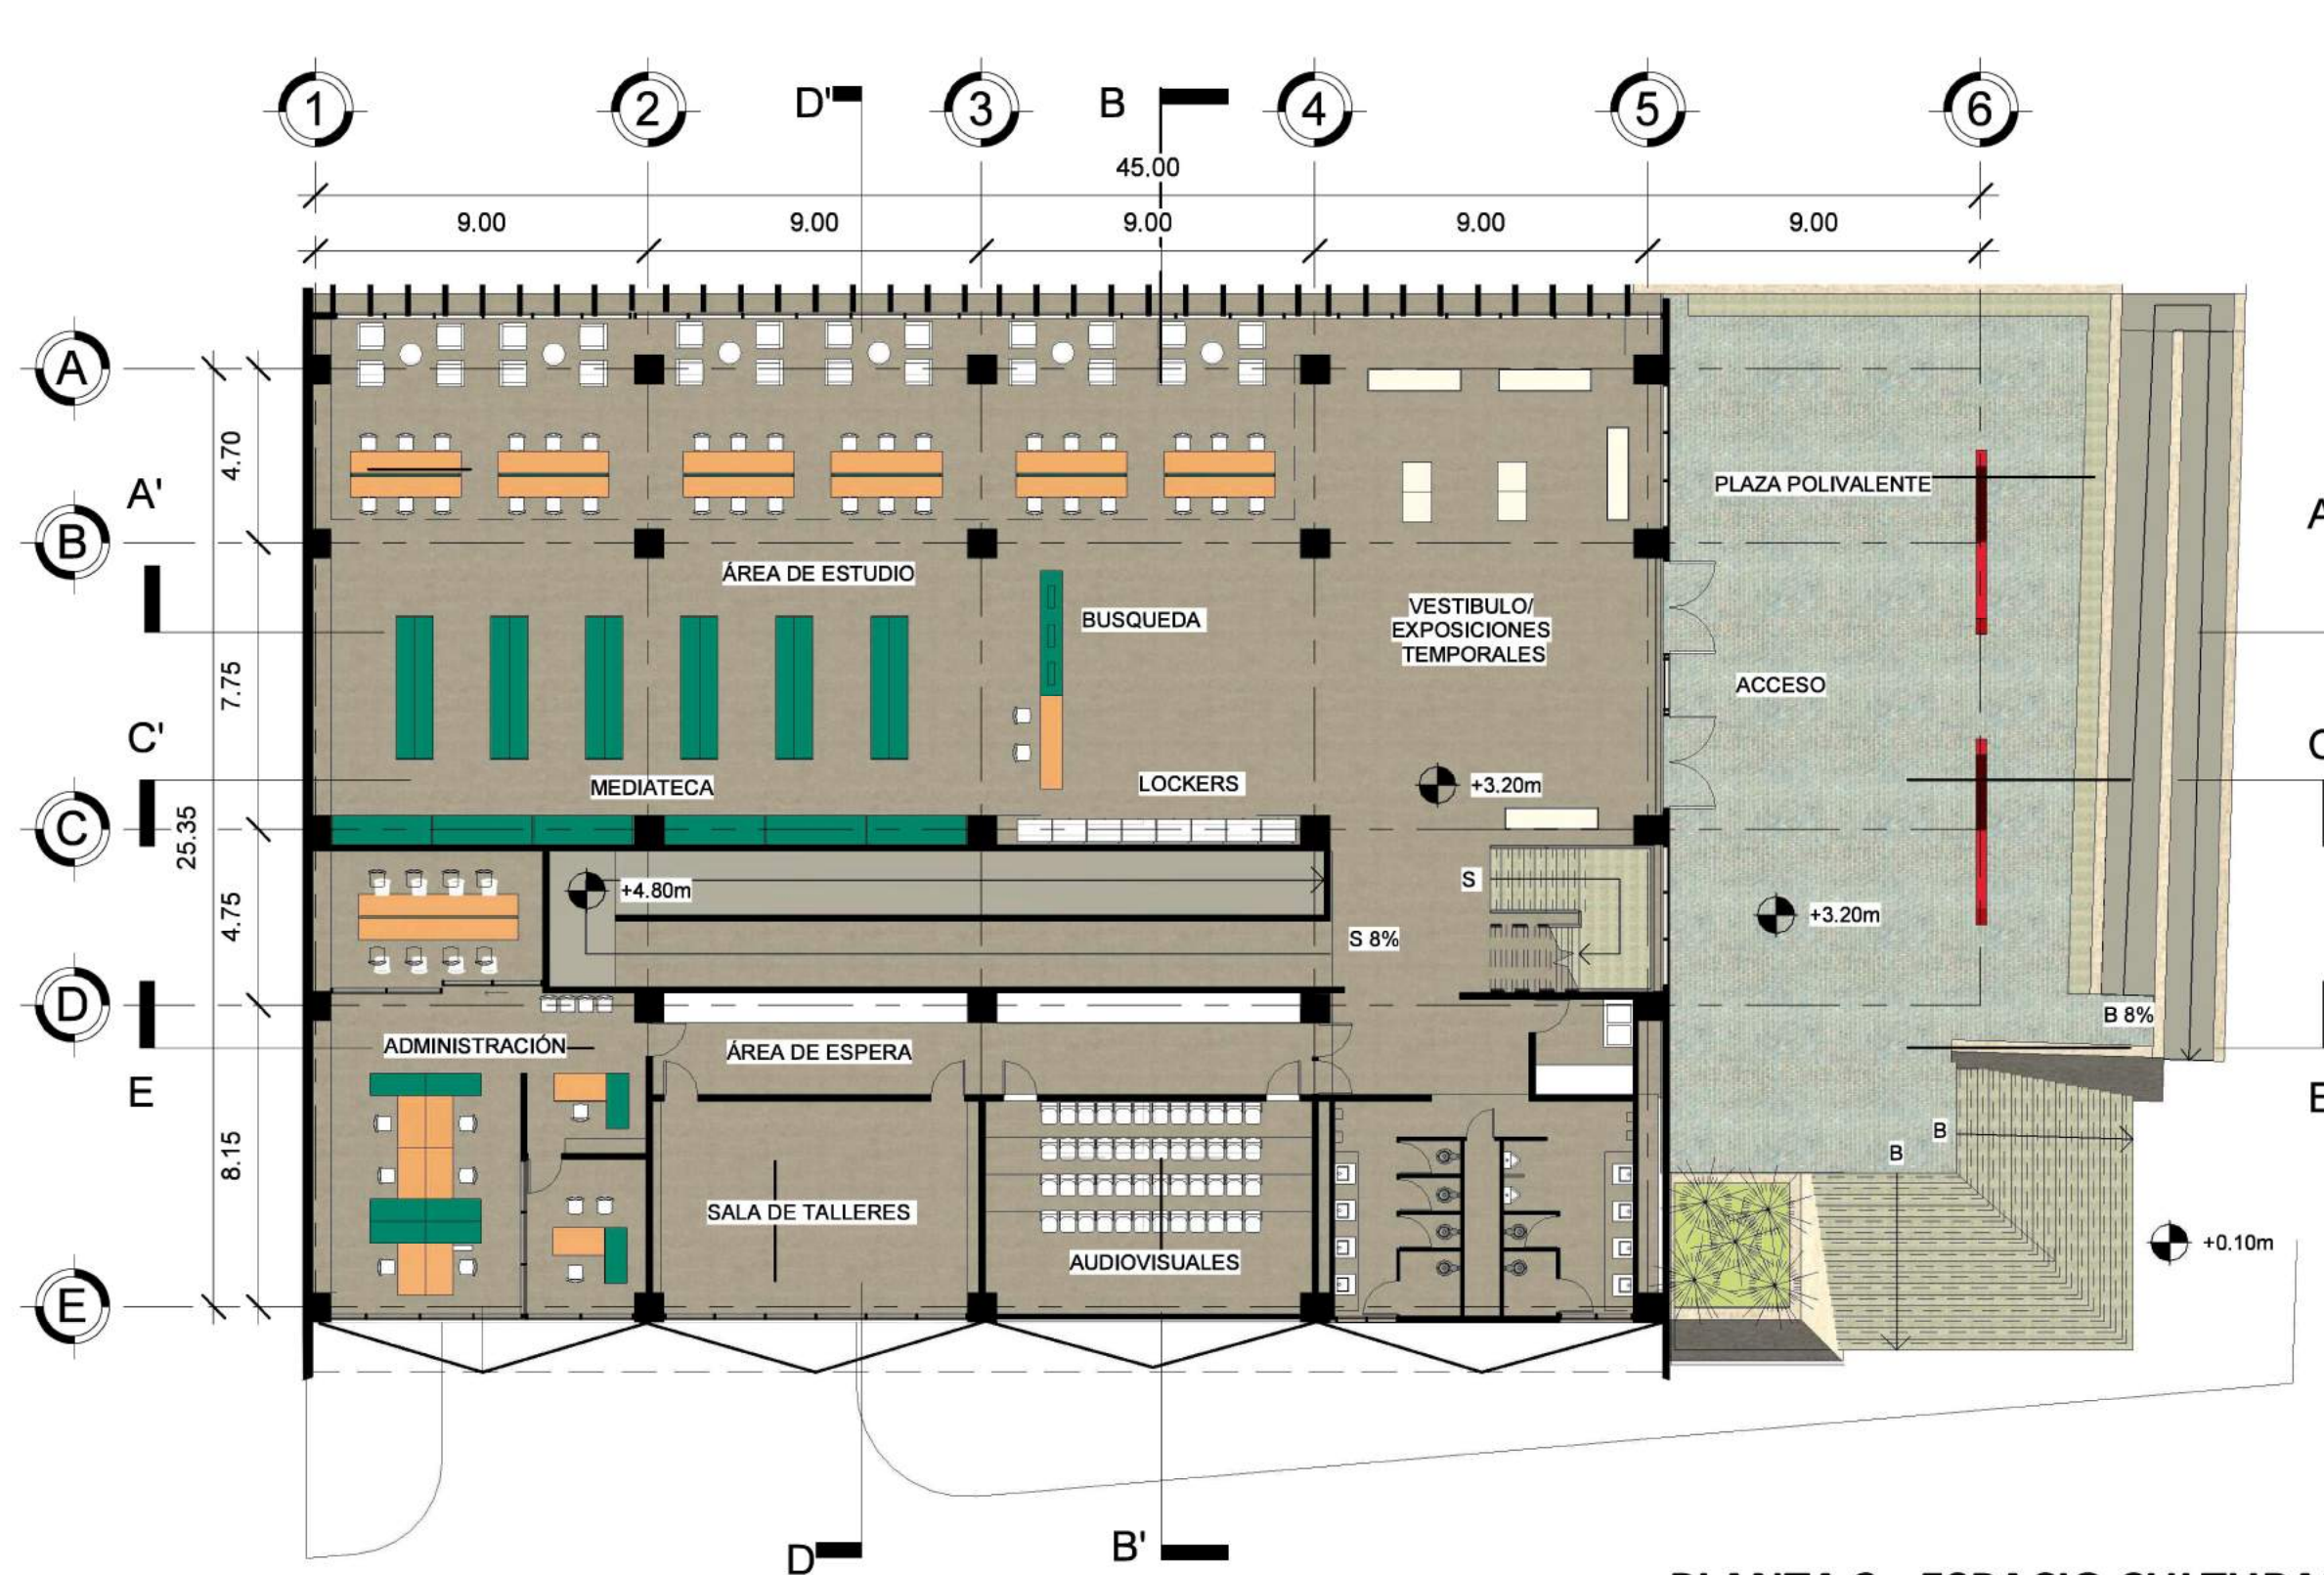 1
2
D'
3
B
4
5
6
45.00
9.00
9.00
9.00
9.00
9.00
A
4.70
A'
PLAZA POLIVALENTE
B
ÁREA DE ESTUDIO
BUSQUEDA
VESTIBULO/
EXPOSICIONES
TEMPORALES
7.75
ACCESO
C'
MEDIATECA
LOCKERS
+3.20m
C
25.35
+4.80m
S
4.75
+3.20m
S 8%
D
B 8%
ADMINISTRACIÓN
ÁREA DE ESPERA
E
B
B
8.15
SALA DE TALLERES
AUDIOVISUALES
+0.10m
E
D
B'